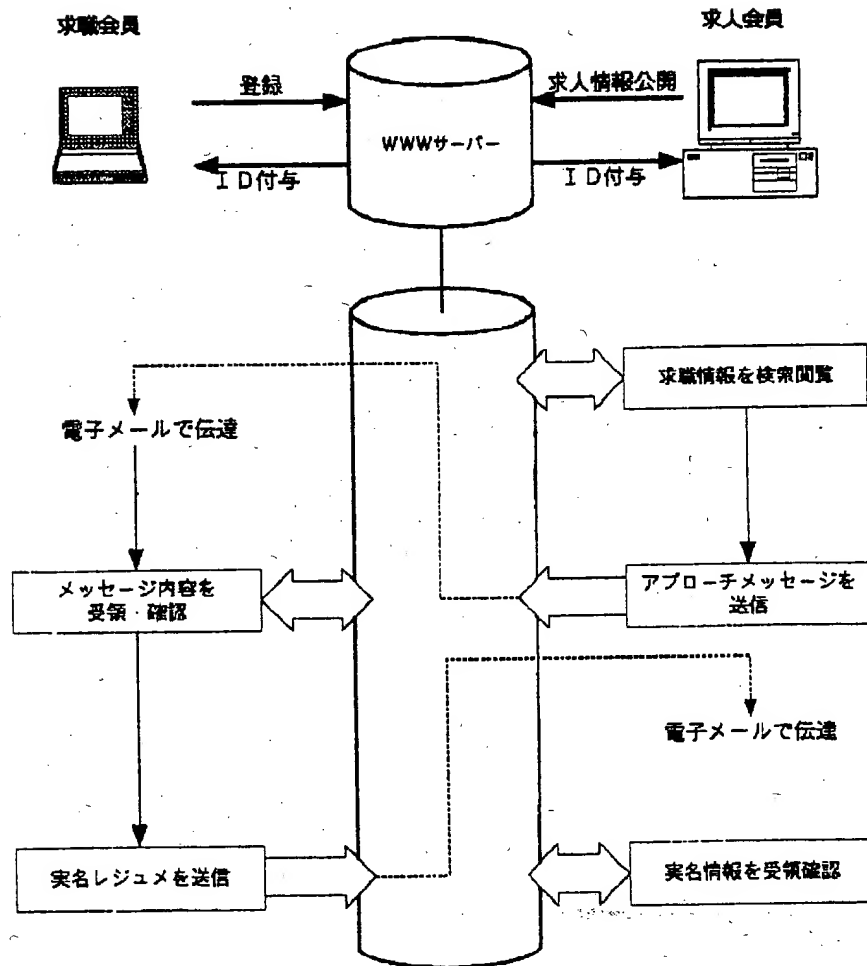 求職会員
求人会員
登録
求人情報公開
WWWサーバー
ＩＤ付与
ＩＤ付与
求職情報を検索閲覧
電子メールで伝達
メッセージ内容を
受領・確認
アプローチメッセージを
送信
電子メールで伝達
実名レジュメを送信
実名情報を受領確認